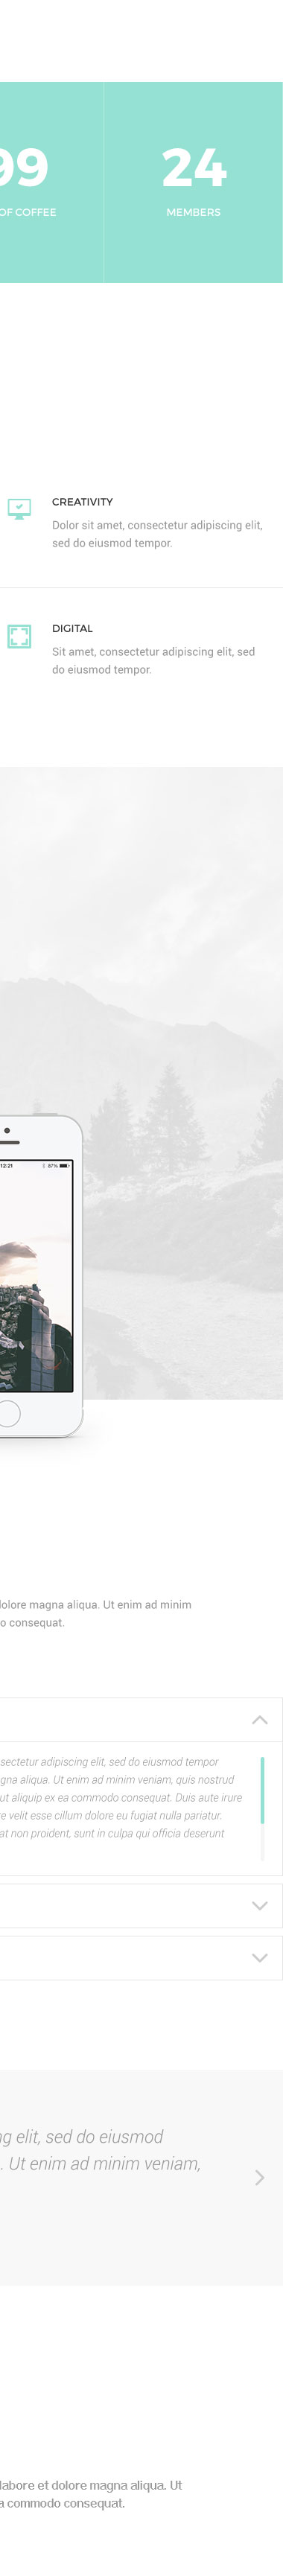 99
24
OF COFFEE
MEMBERS
CREATIVITY
Dolor sit amet, consectetur adipiscing elit,
sed do eiusmod tempor.
DIGITAL
Sit amet, consectetur adipiscing elit, sed
do eiusmod tempor.
12:21
87%
dolore magna aliqua. Ut enim ad minim
o consequat.
sectetur adipiscing elit, sed do eiusmod tempor
gna aliqua. Ut enim ad minim veniam, quis nostrud
ut aliquip ex ea commodo consequat. Duis aute irure
e velit esse cillum dolore eu fugiat nulla pariatur.
at non proident, sunt in culpa qui officia deserunt
ng elit, sed do eiusmod
. Ut enim ad minim veniam,
labore et dolore magna aliqua. Ut
a commodo consequat.